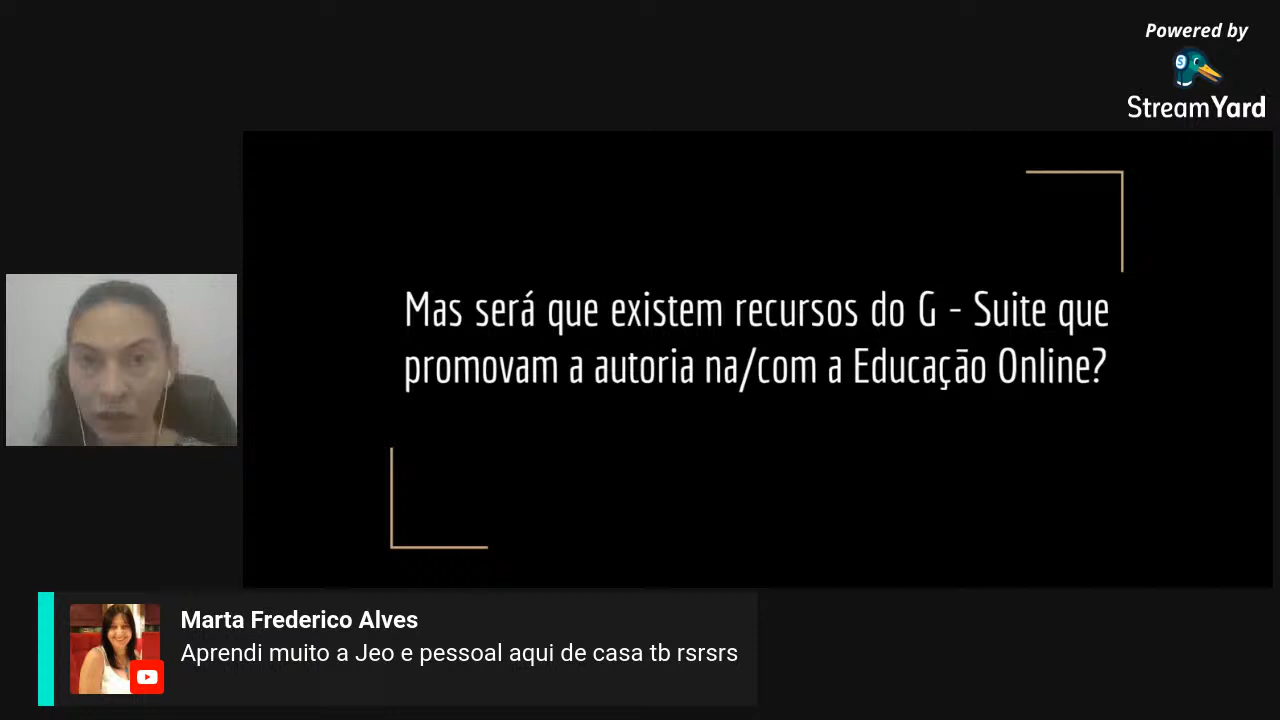 Powered by
StreamYard
Mas será que existem recursos do G - Suite que
promovam a autoria na/com a Educação Online?
Marta Frederico Alves
Aprendi muito a Jeo e pessoal aqui de casa tb rsrsrs